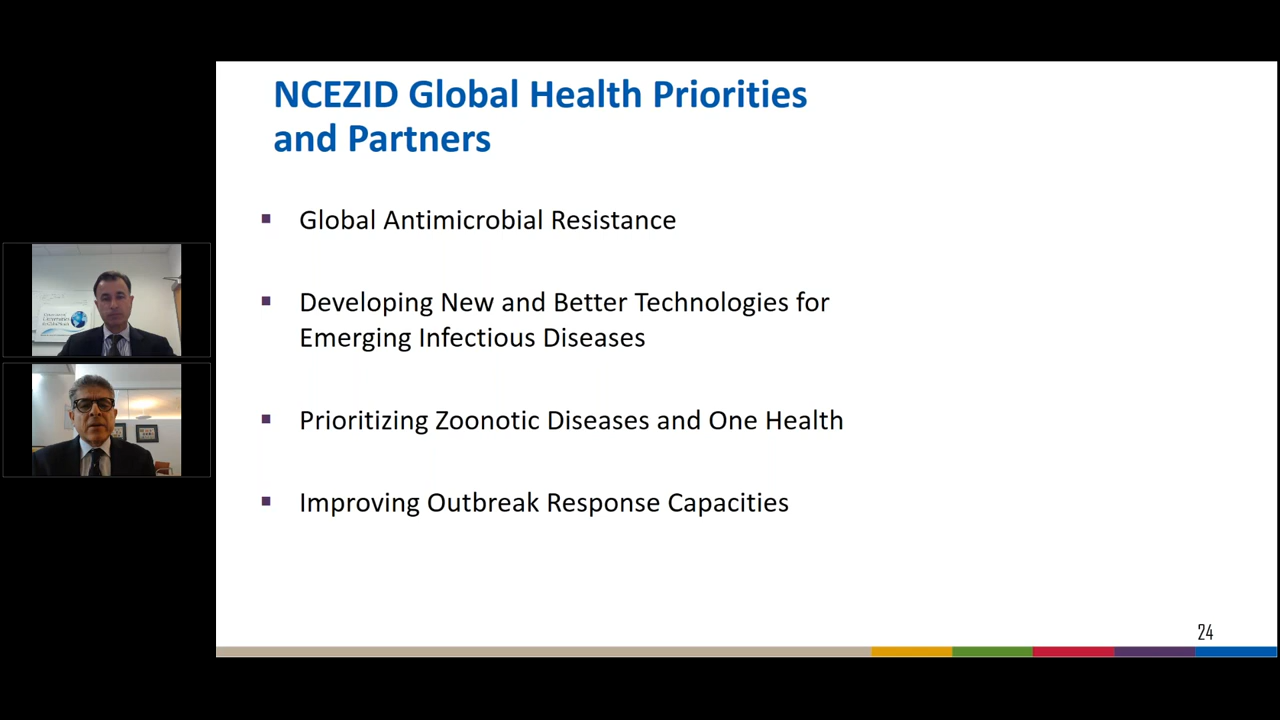 NCEZID Global Health Priorities
and Partners
Global Antimicrobial Resistance
Developing New and Better Technologies for
Emerging Infectious Diseases
Prioritizing Zoonotic Diseases and One Health
Improving Outbreak Response Capacities
24